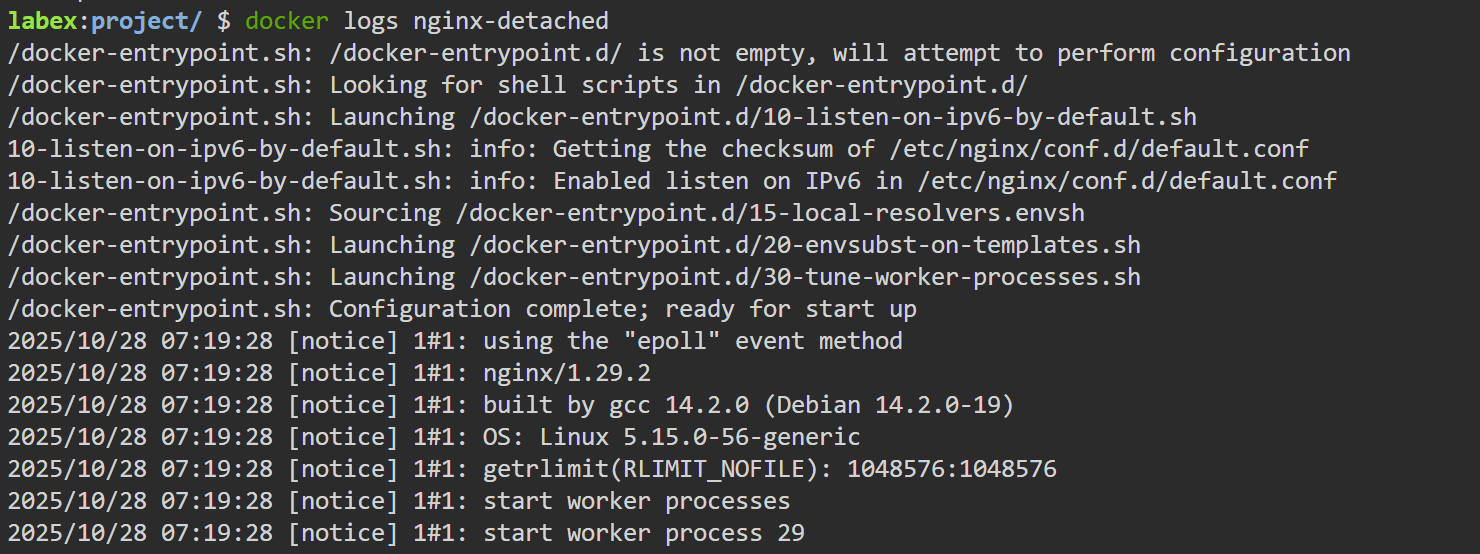 labex:project/ $ docker logs nginx-detached
/docker-entrypoint.sh: /docker-entrypoint.d/ is not empty, will attempt to perform configuration
/docker-entrypoint.sh: Looking for shell scripts in /docker-entrypoint.d/
/docker-entrypoint.sh: Launching /docker-entrypoint.d/10-listen-on-ipv6-by-default.sh
10-listen-on-ipv6-by-default.sh: info: Getting the checksum of /etc/nginx/conf.d/default.conf
10-listen-on-ipv6-by-default.sh: info: Enabled listen on IPv6 in /etc/nginx/conf.d/default.conf
/docker-entrypoint.sh: Sourcing /docker-entrypoint.d/15-local-resolvers.envsh
/docker-entrypoint.sh: Launching /docker-entrypoint.d/20-envsubst-on-templates.sh
/docker-entrypoint.sh: Launching /docker-entrypoint.d/30-tune-worker-processes.sh
/docker-entrypoint.sh: Configuration complete; ready for start up
2025/10/28 07:19:28 [notice] 1#1: using the "epoll" event method
2025/10/28 07:19:28 [notice] 1#1: nginx/1.29.2
2025/10/28 07:19:28 [notice] 1#1: built by gcc 14.2.0 (Debian 14.2.0-19)
2025/10/28 07:19:28 [notice] 1#1: OS: Linux 5.15.0-56-generic
2025/10/28 07:19:28 [notice] 1#1: getrlimit(RLIMIT_NOFILE): 1048576:1048576
2025/10/28 07:19:28 [notice] 1#1: start worker processes
2025/10/28 07:19:28 [notice] 1#1: start worker process 29